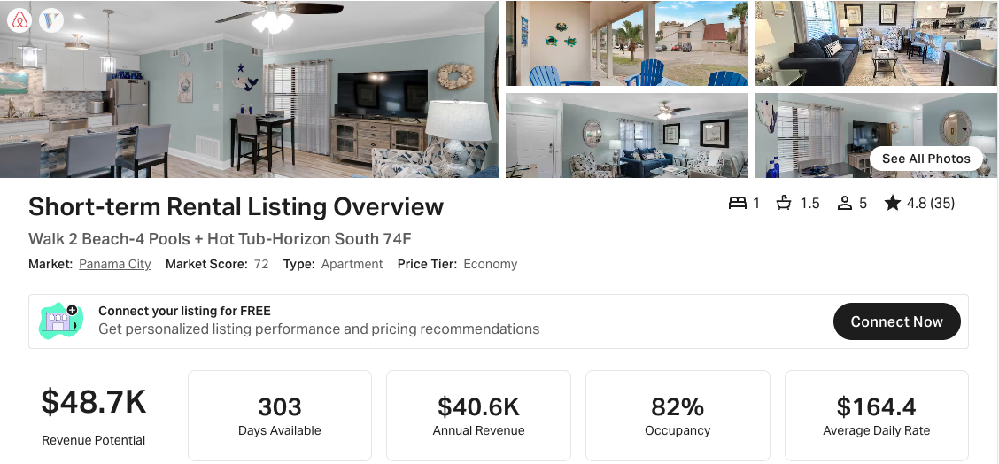 See All Photos
Short-term Rental Listing Overview
1 1.5 5 4.8 (35)
Walk 2 Beach-4 Pools + Hot Tub-Horizon South 74F
Market: Panama City Market Score: 72 Type: Apartment Price Tier: Economy
Connect your listing for FREE
Get personalized listing performance and pricing recommendations
Connect Now
$48.7K
Revenue Potential
303
Days Available
$40.6K
Annual Revenue
82%
Occupancy
$164.4
Average Daily Rate